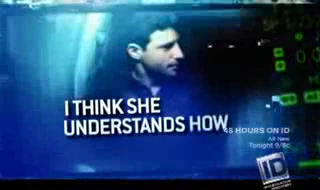 I THINK SHE
UNDERSTANDS HOW
48 HOURS ON ID
All New
Tonight 9/8c
ID